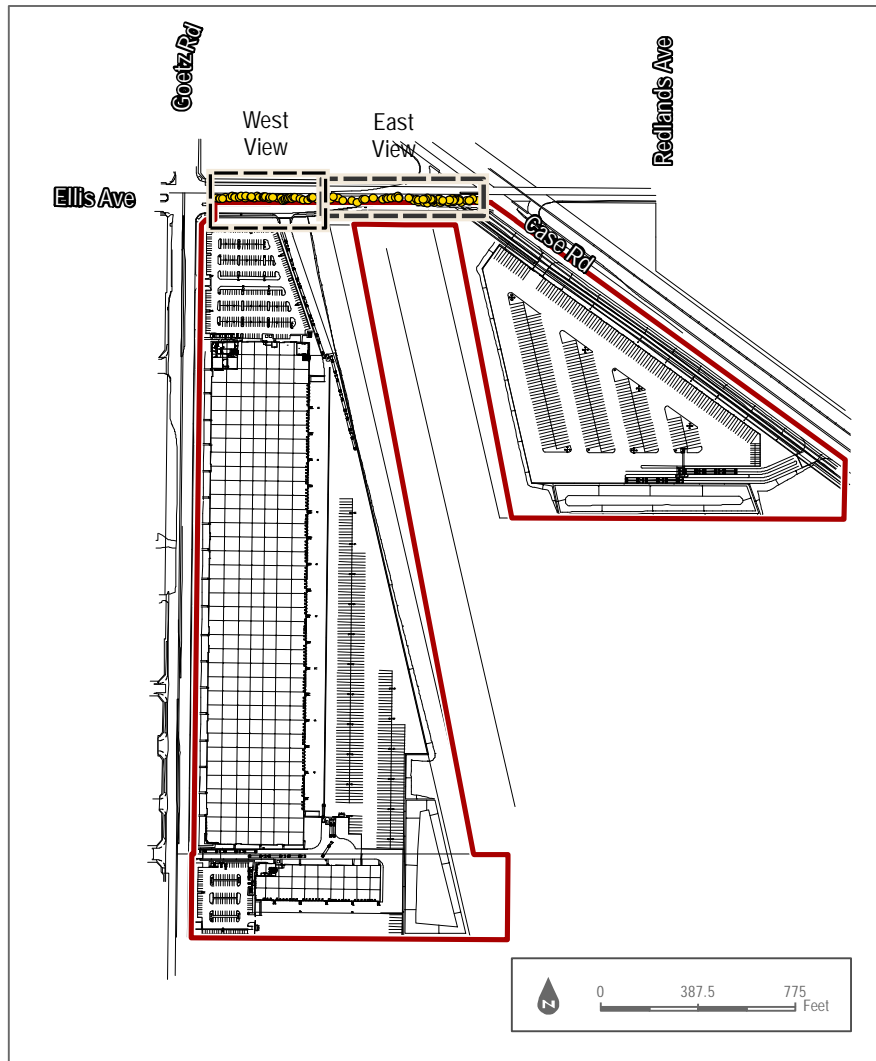 Goetz Rd
Redlands Ave
West
View
East
View
Ellis Ave
Case Rd
N
0 387.5 775
Feet